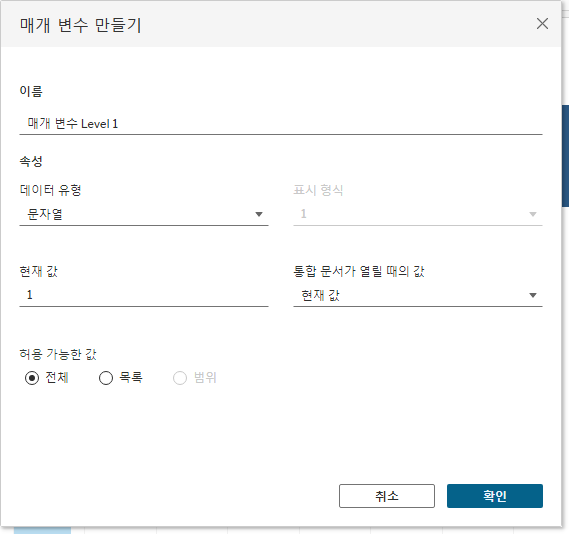 매개 변수 만들기
이름
매개 변수 Level 1
속성
데이터 유형
표시 형식
문자열
1
현재 값
통합 문서가 열릴 때의 값
1
현재 값
허용 가능한 값
전체
목록
범위
취소
확인